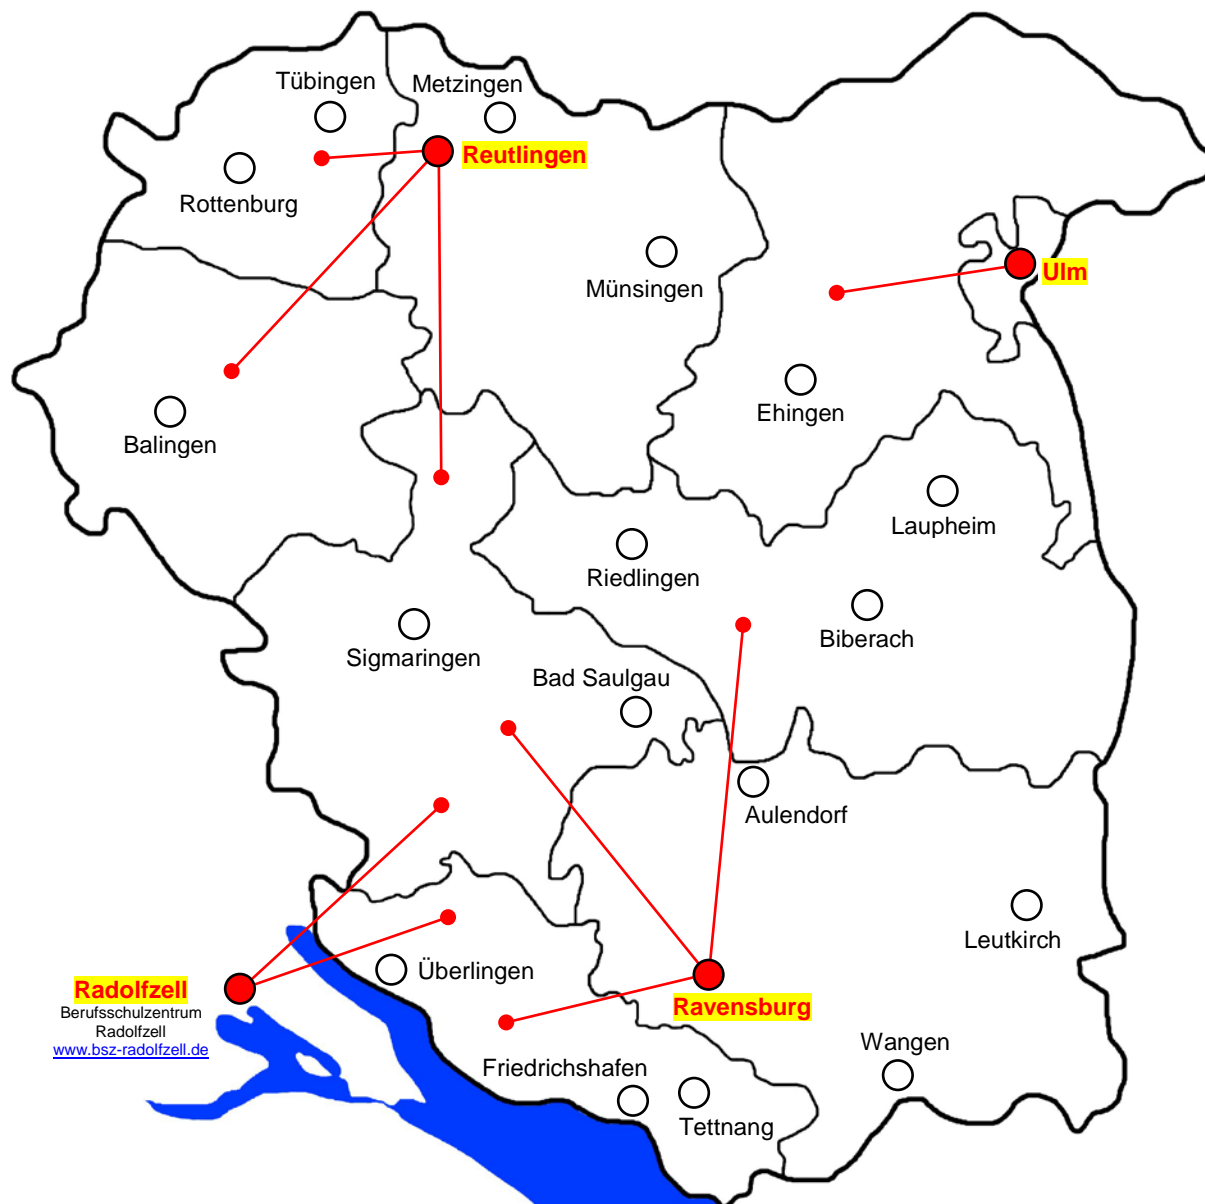 Tübingen
Metzingen
Reutlingen
Rottenburg
Münsingen
Ulm
Ehingen
Balingen
Laupheim
Riedlingen
Biberach
Sigmaringen
Bad Saulgau
Aulendorf
Leutkirch
Überlingen
Radolfzell
Berufsschulzentrum
Radolfzell
www.bsz-radolfzell.de
Ravensburg
Wangen
Friedrichshafen
Tettnang